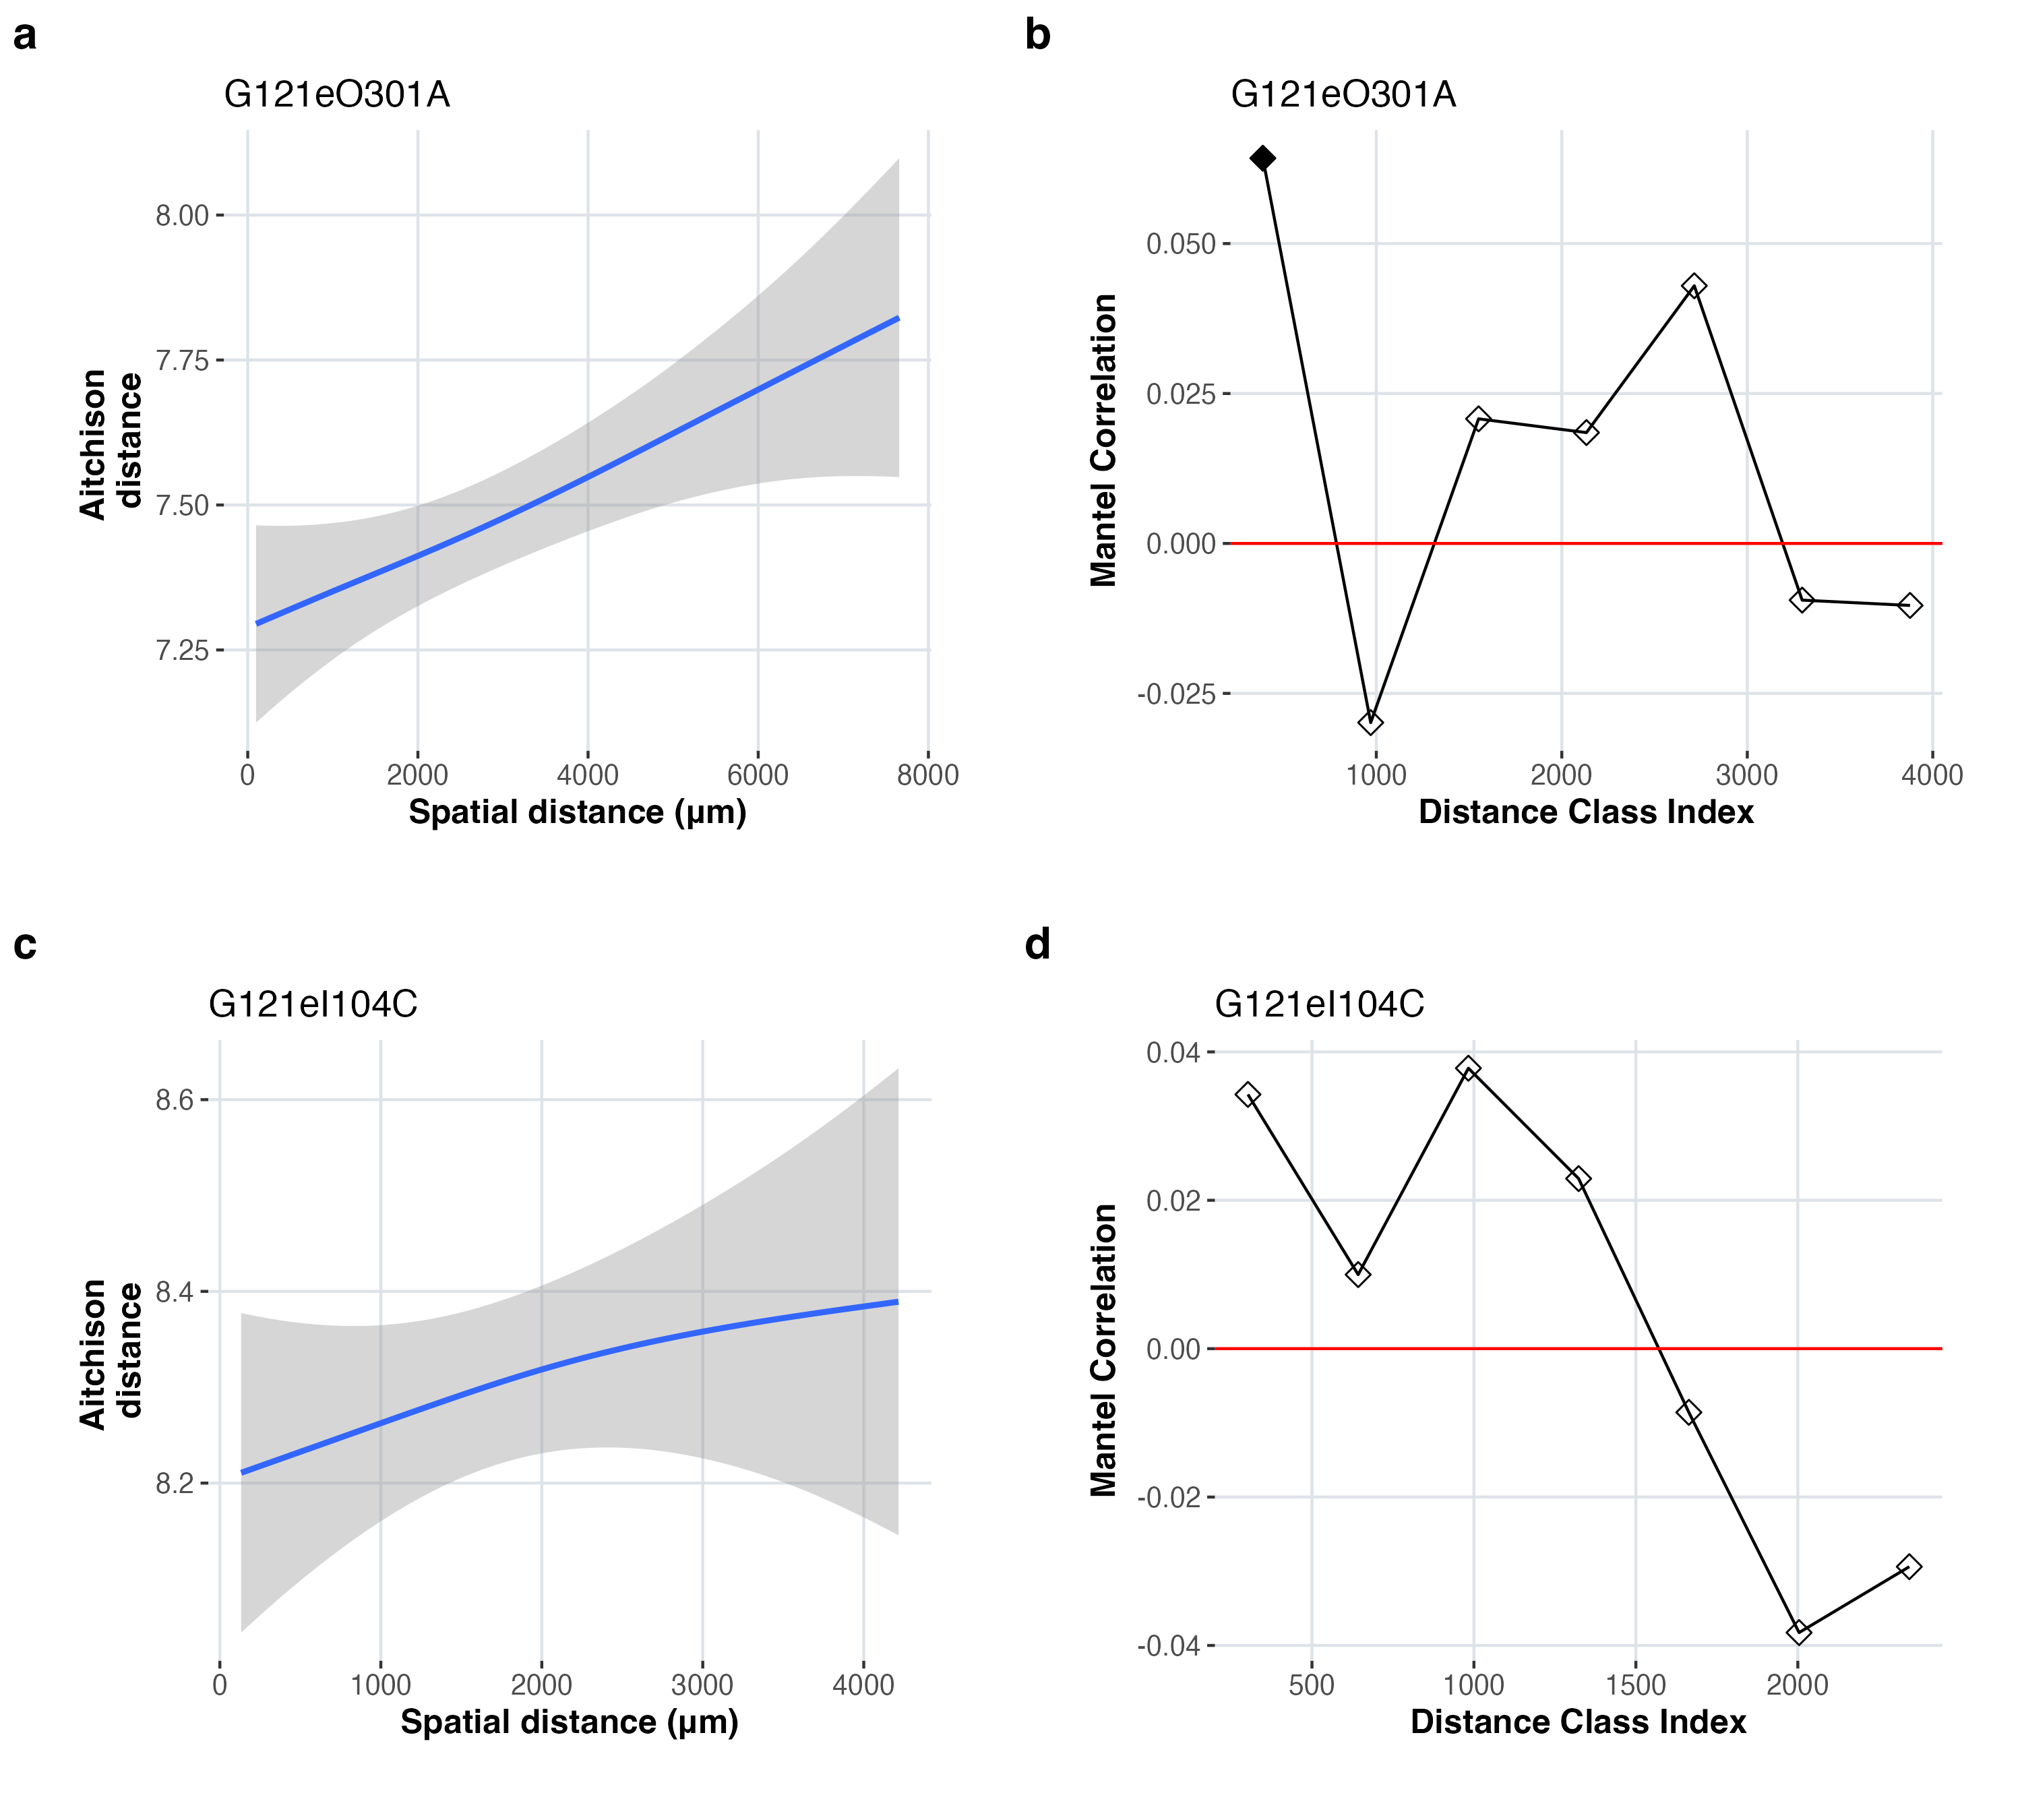 a
G121eO301A
8.00
7.75
7.50
7.25
Aitchison
distance
0 2000 4000 6000 8000
Spatial distance (µm)
b
G121eO301A
0.050
0.025
0.000
-0.025
Mantel Correlation
1000 2000 3000 4000
Distance Class Index
c
G121eI104C
8.6
8.4
8.2
Aitchison
distance
0 1000 2000 3000 4000
Spatial distance (µm)
d
G121eI104C
0.04
0.02
0.00
-0.02
-0.04
Mantel Correlation
500 1000 1500 2000
Distance Class Index